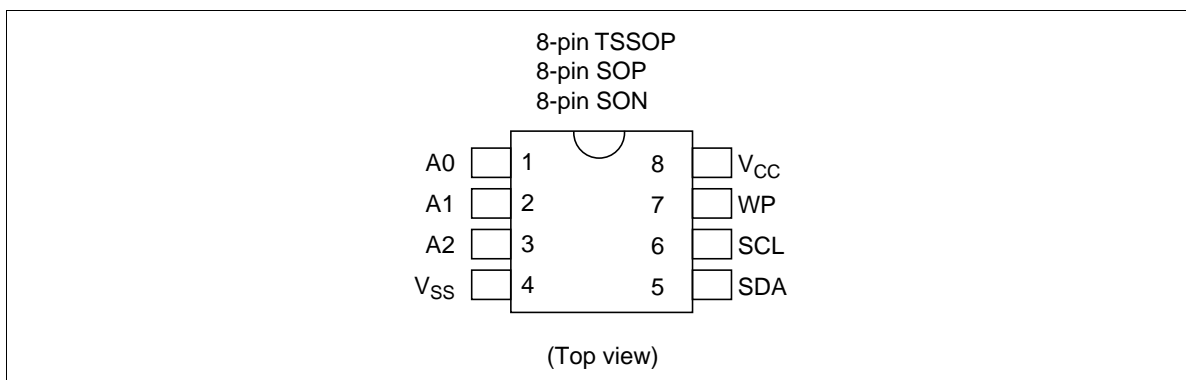 8-pin TSSOP
8-pin SOP
8-pin SON
A0 1 8 VCC
A1 2 7 WP
A2 3 6 SCL
VSS 4 5 SDA
(Top view)